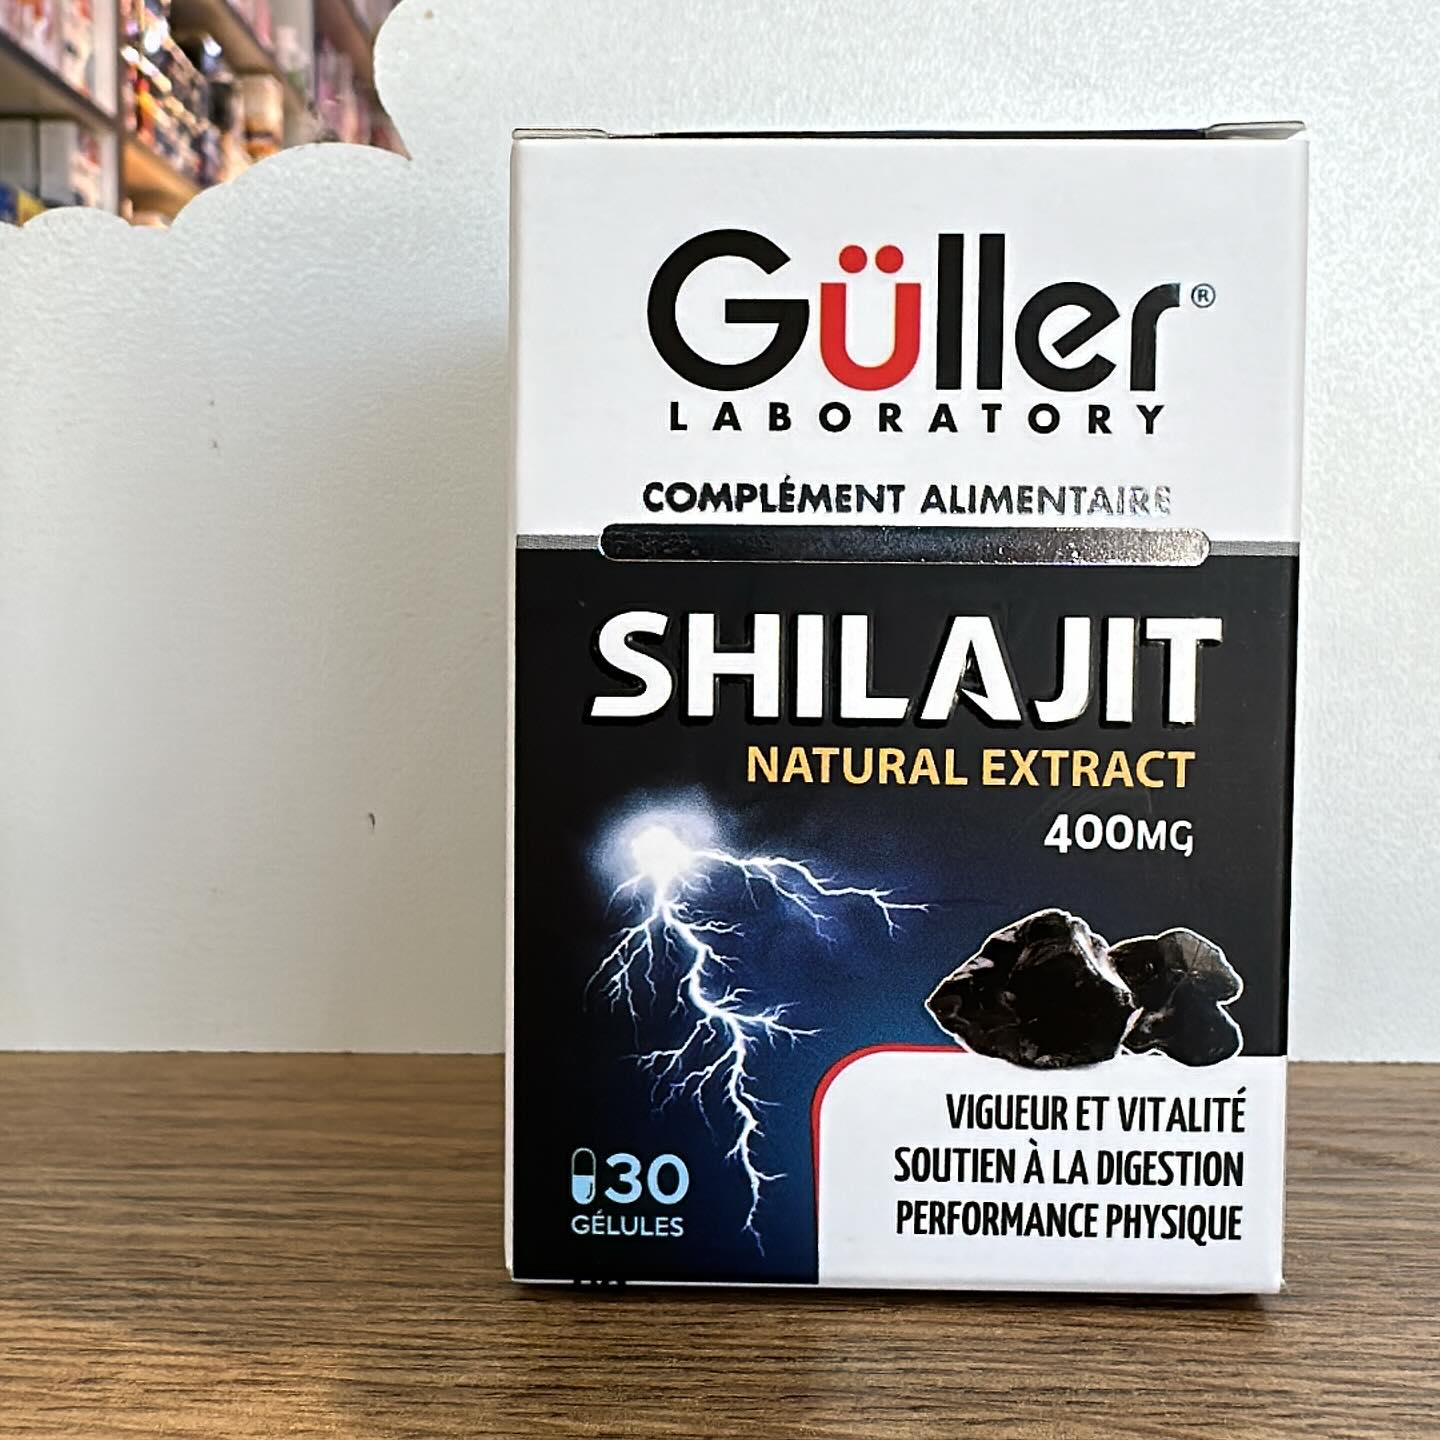 Güller®
LABORATORY
COMPLÉMENT ALIMENTAIRE
SHILAJIT
NATURAL EXTRACT
400MG
VIGUEUR ET VITALITÉ
SOUTIEN À LA DIGESTION
PERFORMANCE PHYSIQUE
30
GÉLULES